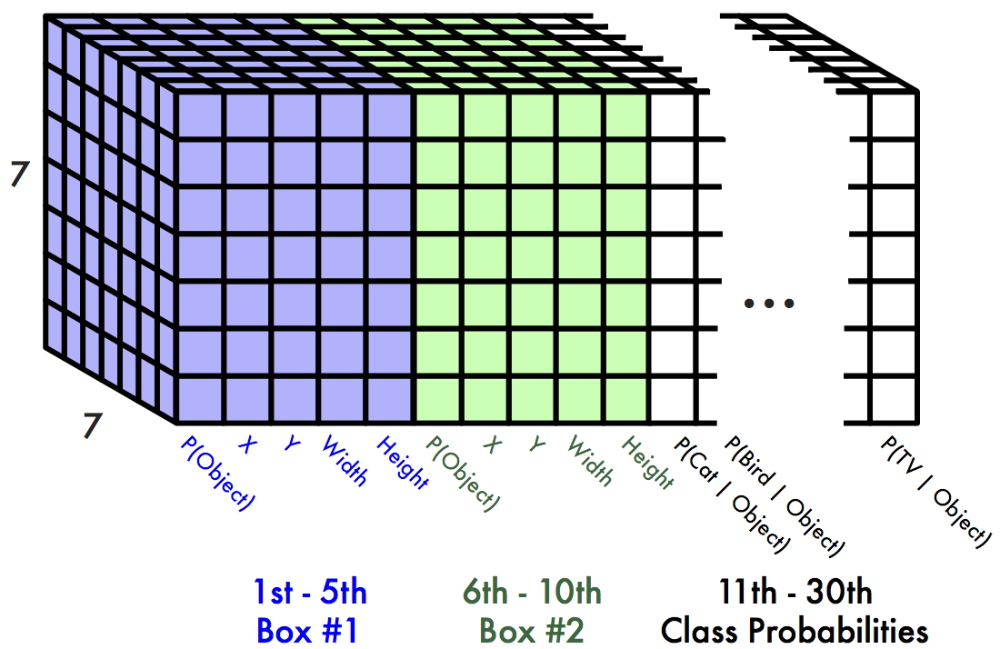 7
7
P(Object)
X
Y
Width
Height
P(Object)
X
Y
Width
Height
P(Cat | Object)
P(Bird | Object)
...
P(TV | Object)
1st - 5th
Box #1
6th - 10th
Box #2
11th - 30th
Class Probabilities